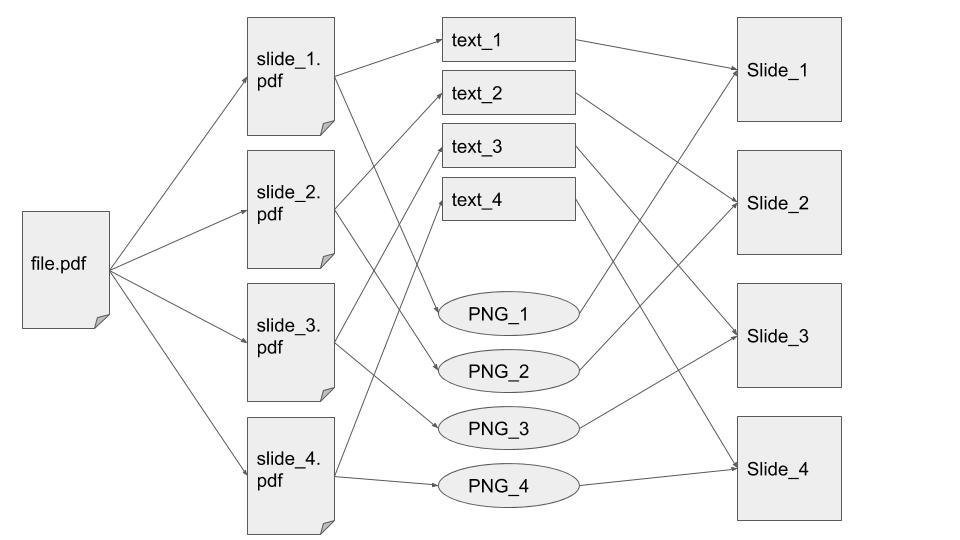 file.pdf
slide_1.
pdf
slide_2.
pdf
slide_3.
pdf
slide_4.
pdf
text_1
text_2
text_3
text_4
PNG_1
PNG_2
PNG_3
PNG_4
Slide_1
Slide_2
Slide_3
Slide_4